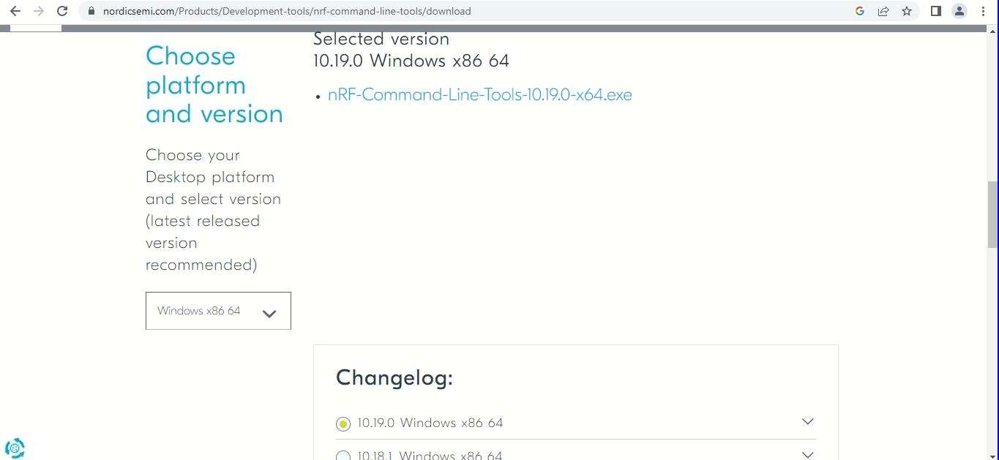 nordicsemi.com/Products/Development-tools/nrf-command-line-tools/download
Choose
platform
and version
Choose your
Desktop platform
and select version
(latest released
version
recommended)
Windows x86 64
Selected version
10.19.0 Windows x86 64
• nRF-Command-Line-Tools-10.19.0-x64.exe
Changelog:
10.19.0 Windows x86 64
10.18.1 Windows x86 64